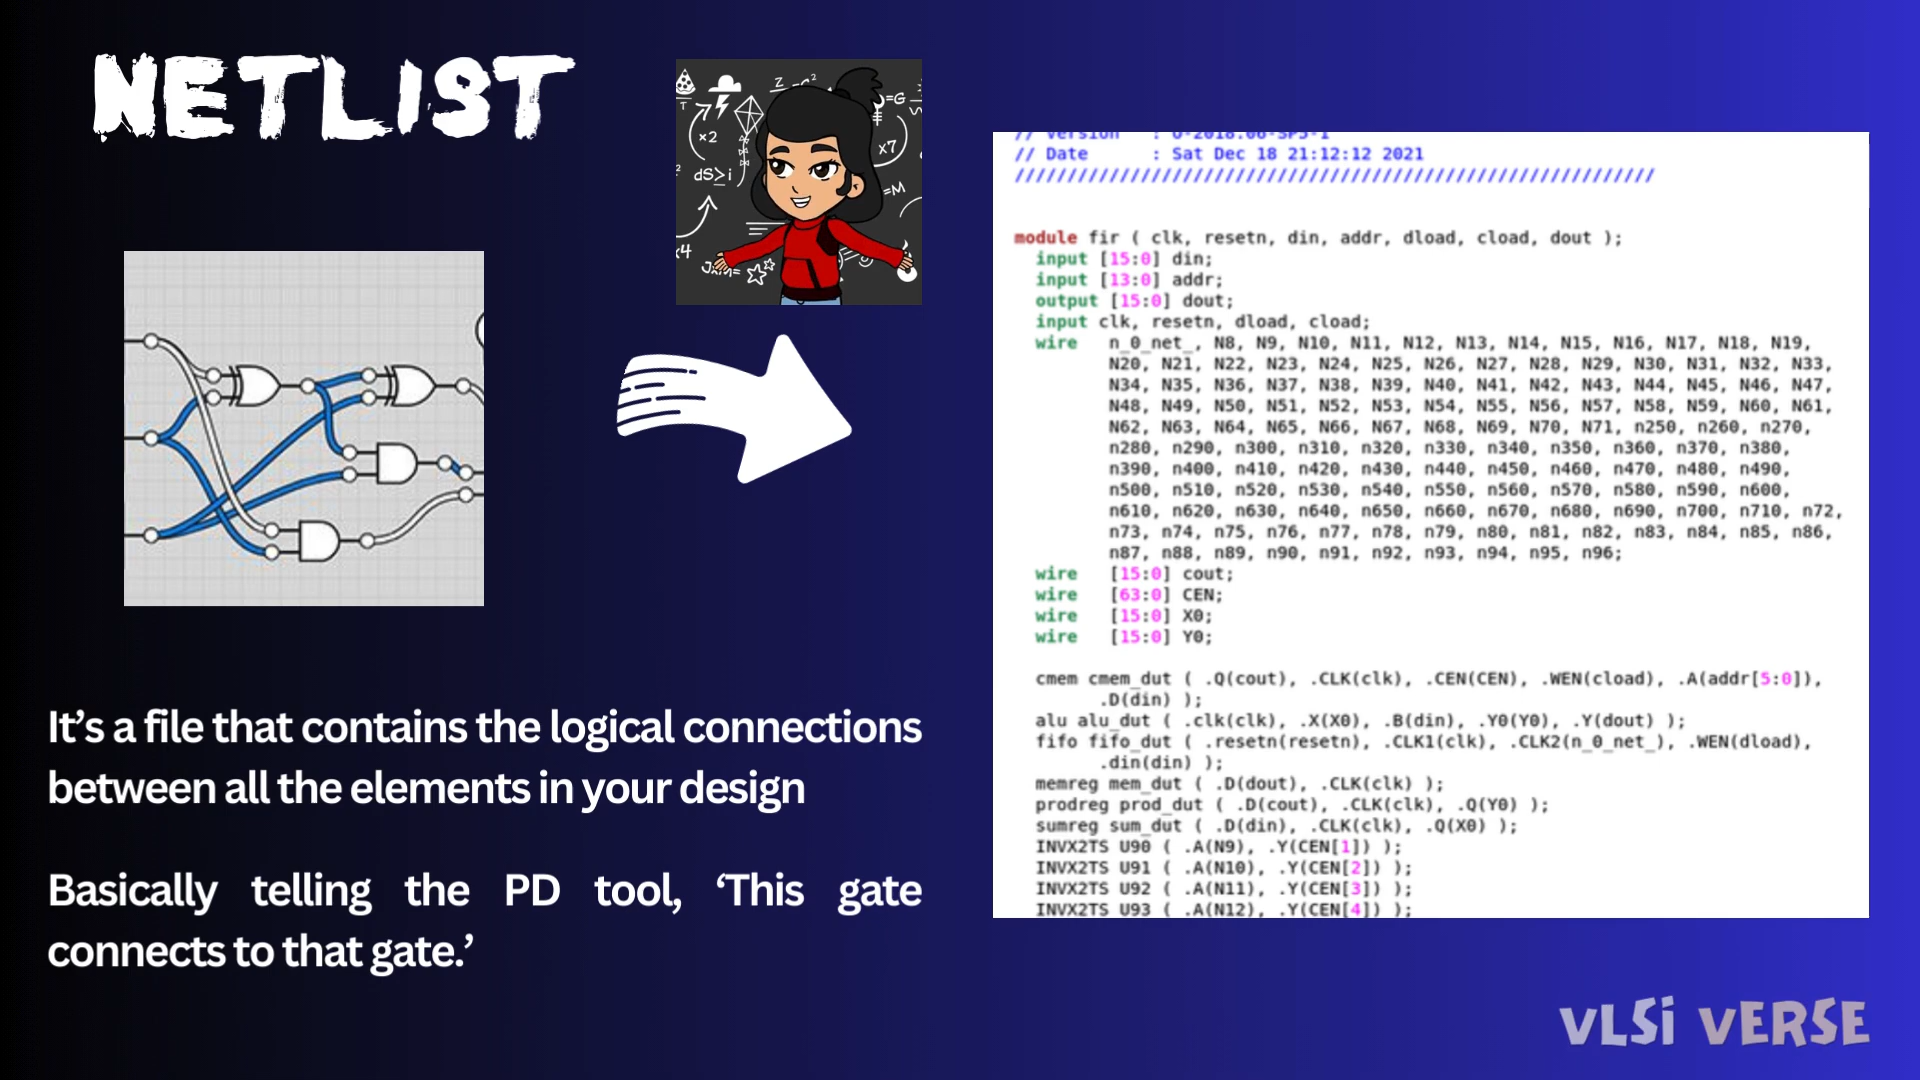 NETLIST
// Version : O-2018.06-SP5-1
// Date : Sat Dec 18 21:12:12 2021
/////////////////////////////////////////////////////////////
module fir ( clk, resetn, din, addr, dload, cload, dout );
input [15:0] din;
input [13:0] addr;
output [15:0] dout;
input clk, resetn, dload, cload;
wire n_0_net_, N8, N9, N10, N11, N12, N13, N14, N15, N16, N17, N18, N19,
N20, N21, N22, N23, N24, N25, N26, N27, N28, N29, N30, N31, N32, N33,
N34, N35, N36, N37, N38, N39, N40, N41, N42, N43, N44, N45, N46, N47,
N48, N49, N50, N51, N52, N53, N54, N55, N56, N57, N58, N59, N60, N61,
N62, N63, N64, N65, N66, N67, N68, N69, N70, N71, n250, n260, n270,
n280, n290, n300, n310, n320, n330, n340, n350, n360, n370, n380,
n390, n400, n410, n420, n430, n440, n450, n460, n470, n480, n490,
n500, n510, n520, n530, n540, n550, n560, n570, n580, n590, n600,
n610, n620, n630, n640, n650, n660, n670, n680, n690, n700, n710, n72,
n73, n74, n75, n76, n77, n78, n79, n80, n81, n82, n83, n84, n85, n86,
n87, n88, n89, n90, n91, n92, n93, n94, n95, n96;
wire [15:0] cout;
wire [63:0] CEN;
wire [15:0] X0;
wire [15:0] Y0;
cmem cmem_dut ( .Q(cout), .CLK(clk), .CEN(CEN), .WEN(cload), .A(addr[5:0]),
.D(din) );
alu alu_dut ( .clk(clk), .X(X0), .B(din), .Y0(Y0), .Y(dout) );
fifo fifo_dut ( .resetn(resetn), .CLK1(clk), .CLK2(n_0_net_), .WEN(dload),
.din(din) );
memreg mem_dut ( .D(dout), .CLK(clk) );
prodreg prod_dut ( .D(cout), .CLK(clk), .Q(Y0) );
sumreg sum_dut ( .D(din), .CLK(clk), .Q(X0) );
INVX2TS U90 ( .A(N9), .Y(CEN[1]) );
INVX2TS U91 ( .A(N10), .Y(CEN[2]) );
INVX2TS U92 ( .A(N11), .Y(CEN[3]) );
INVX2TS U93 ( .A(N12), .Y(CEN[4]) );
It's a file that contains the logical connections
between all the elements in your design
Basically telling the PD tool, ‘This gate
connects to that gate.’
VLSi VERSE
x2
x7
dS≥i
=G
=M
x4